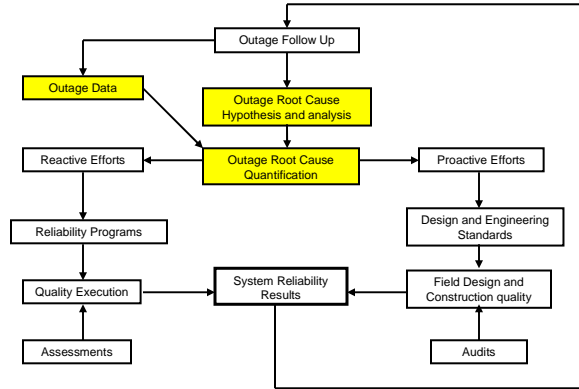 Outage Follow Up
Outage Data
Outage Root Cause
Hypothesis and analysis
Reactive Efforts
Outage Root Cause
Quantification
Proactive Efforts
Reliability Programs
Design and Engineering
Standards
Quality Execution
System Reliability
Results
Field Design and
Construction quality
Assessments
Audits